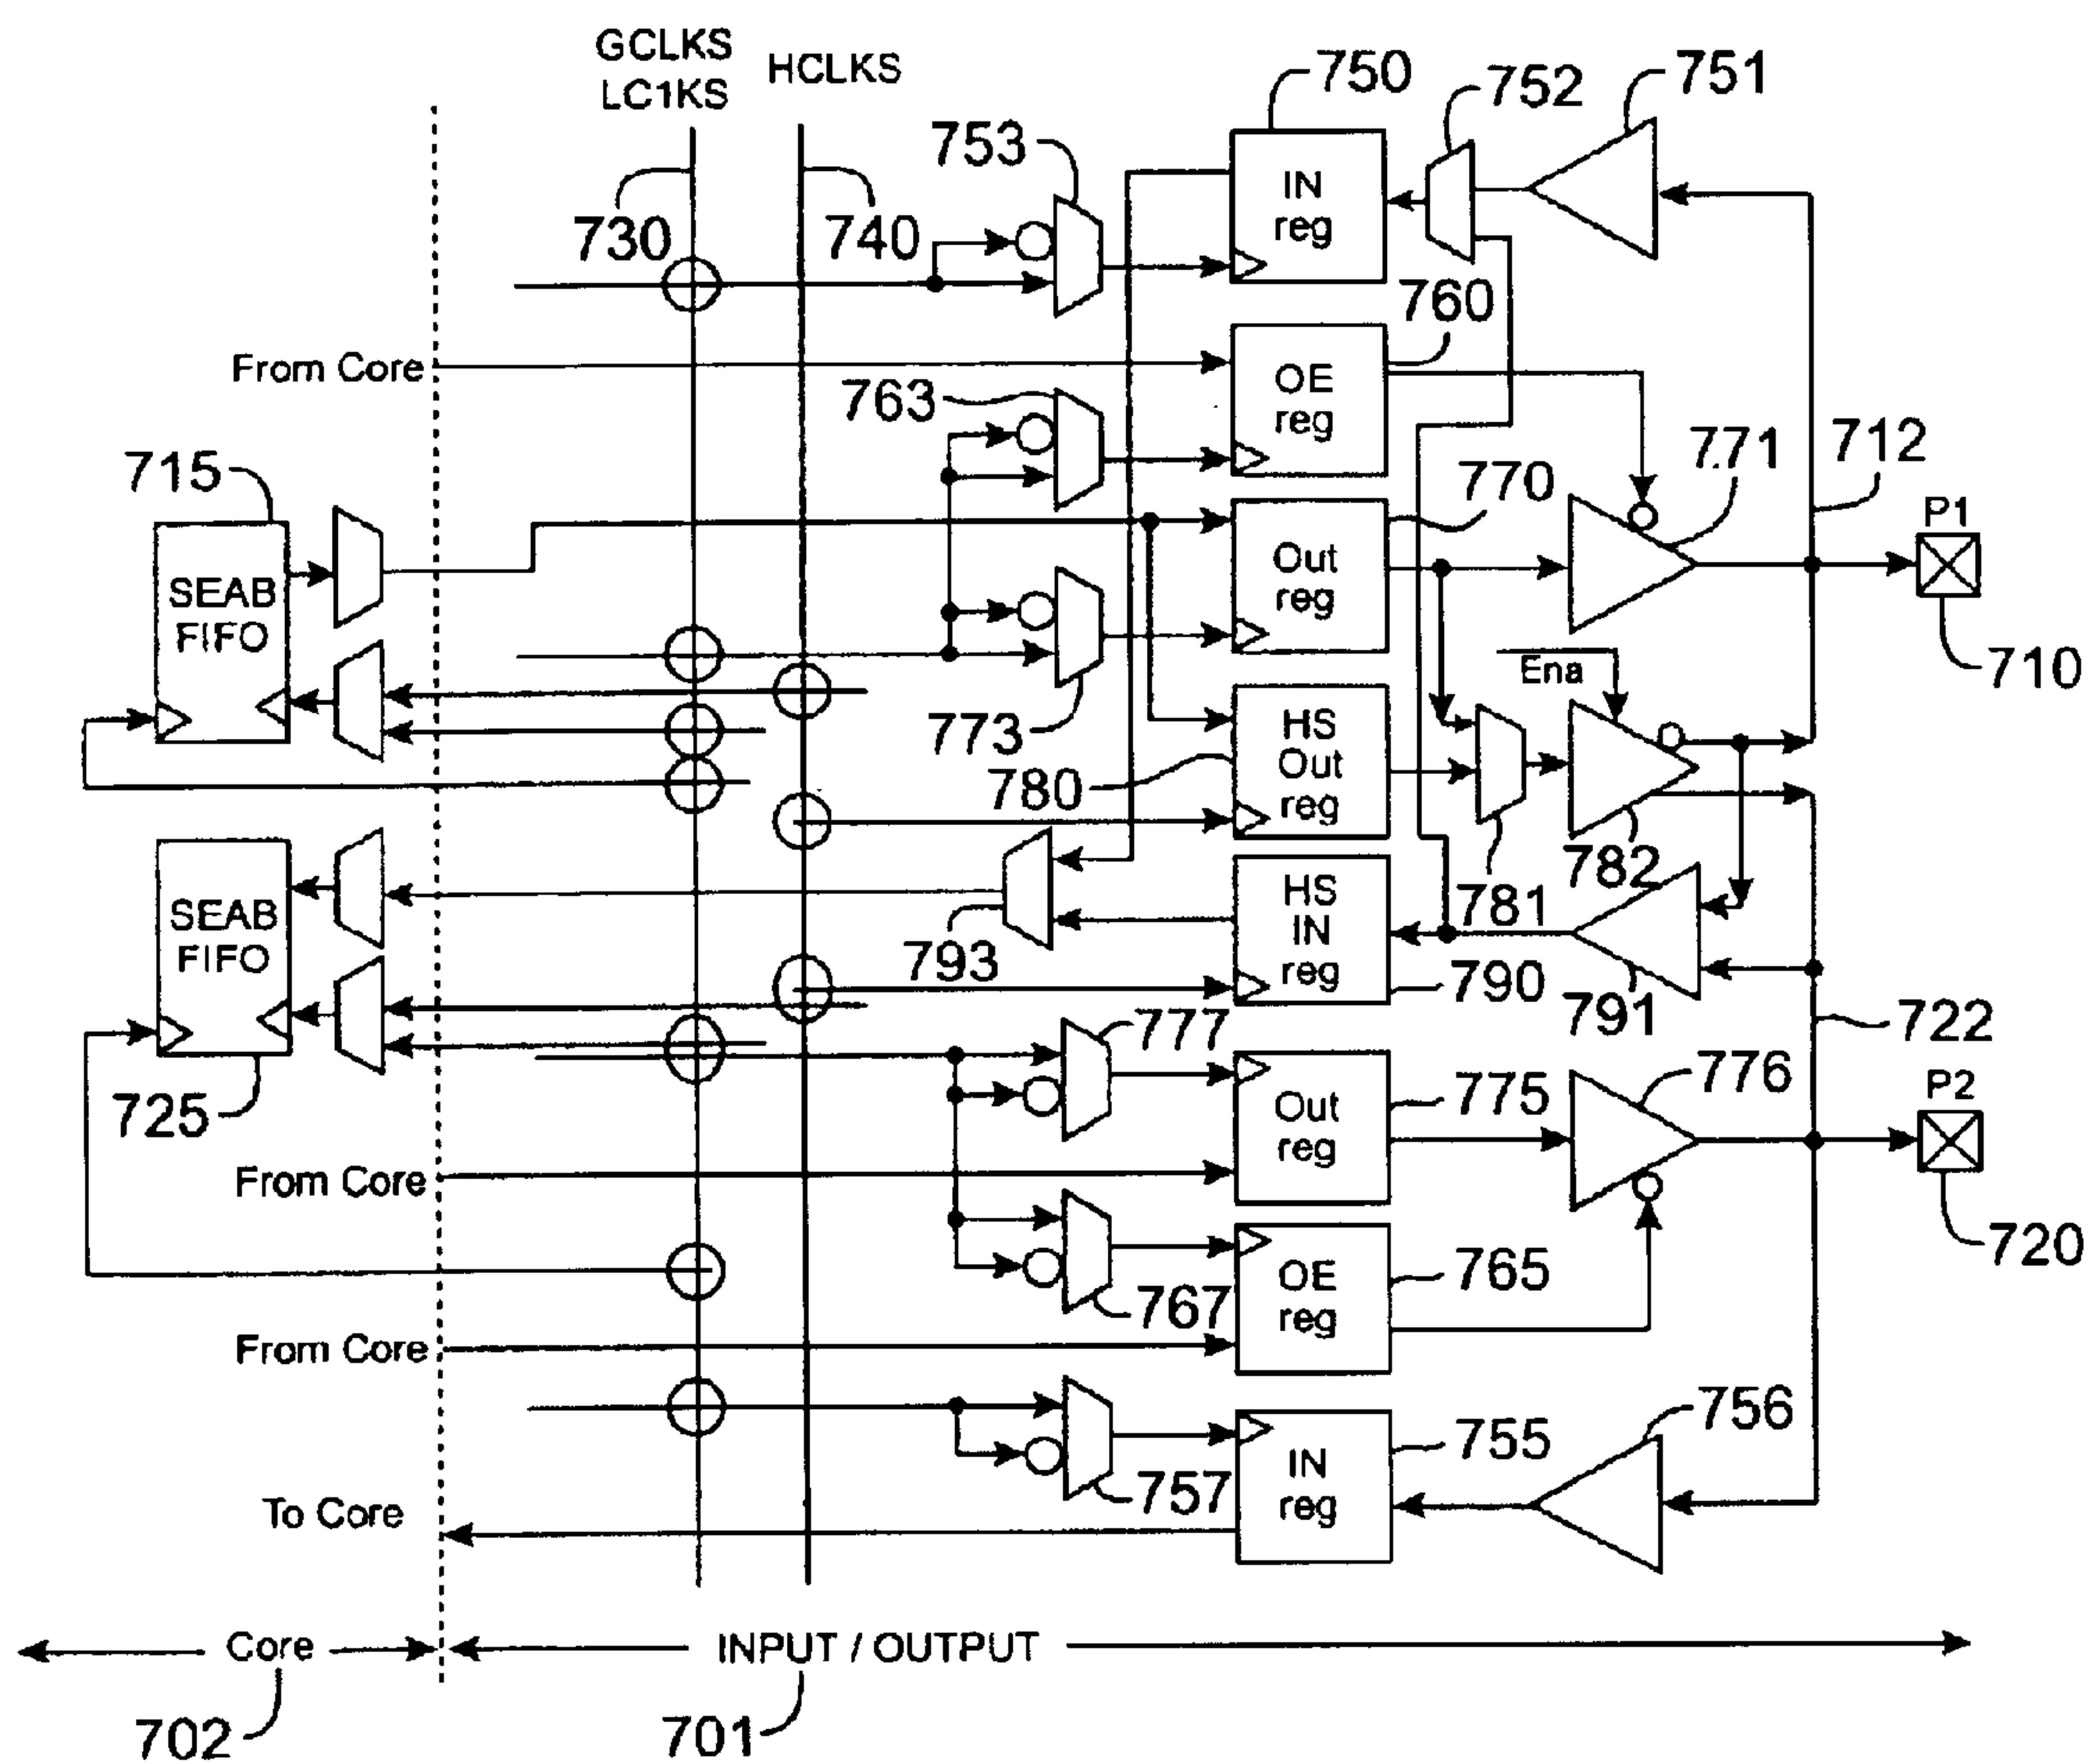 GCLKS
LC1KS
HCLKS
730
740
753
750
752
751
IN
reg
760
From Core
763
OE
reg
715
770
771
712
P1
710
SEAB
FIFO
Out
reg
Ena
773
780
HS
Out
reg
781
782
SEAB
FIFO
725
793
HS
IN
reg
790
791
722
777
Out
reg
775
776
P2
720
From Core
767
OE
reg
765
From Core
757
IN
reg
755
756
To Core
Core
INPUT / OUTPUT
702
701